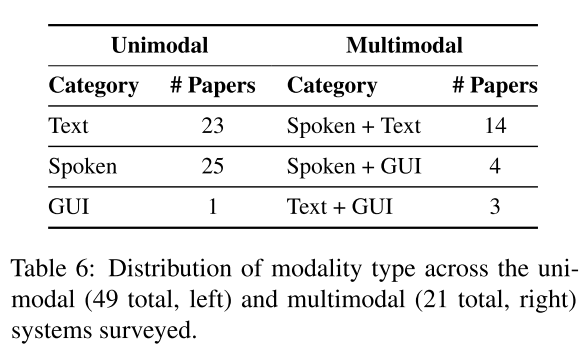 Unimodal Multimodal
Category # Papers Category # Papers
Text 23 Spoken + Text 14
Spoken 25 Spoken + GUI 4
GUI 1 Text + GUI 3
Table 6: Distribution of modality type across the uni-
modal (49 total, left) and multimodal (21 total, right)
systems surveyed.